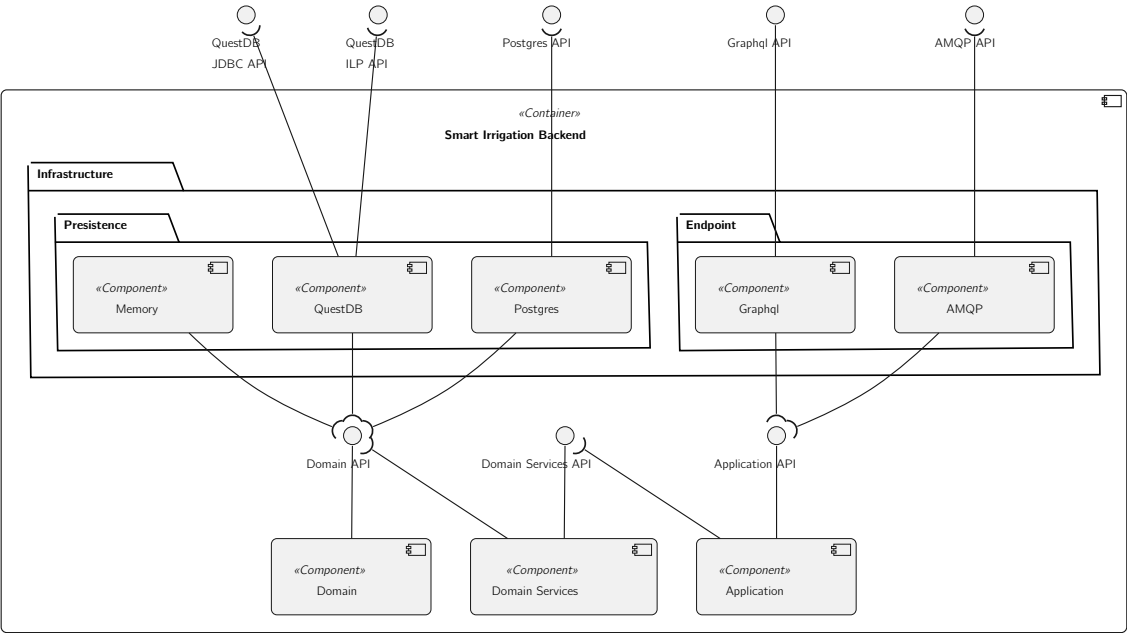 QuestDB
JDBC API
QuestDB
ILP API
Postgres API
Graphql API
AMQP API
«Container»
Smart Irrigation Backend
Infrastructure
Presistence
Endpoint
«Component»
Memory
«Component»
QuestDB
«Component»
Postgres
«Component»
Graphql
«Component»
AMQP
Domain API
Domain Services API
Application API
«Component»
Domain
«Component»
Domain Services
«Component»
Application